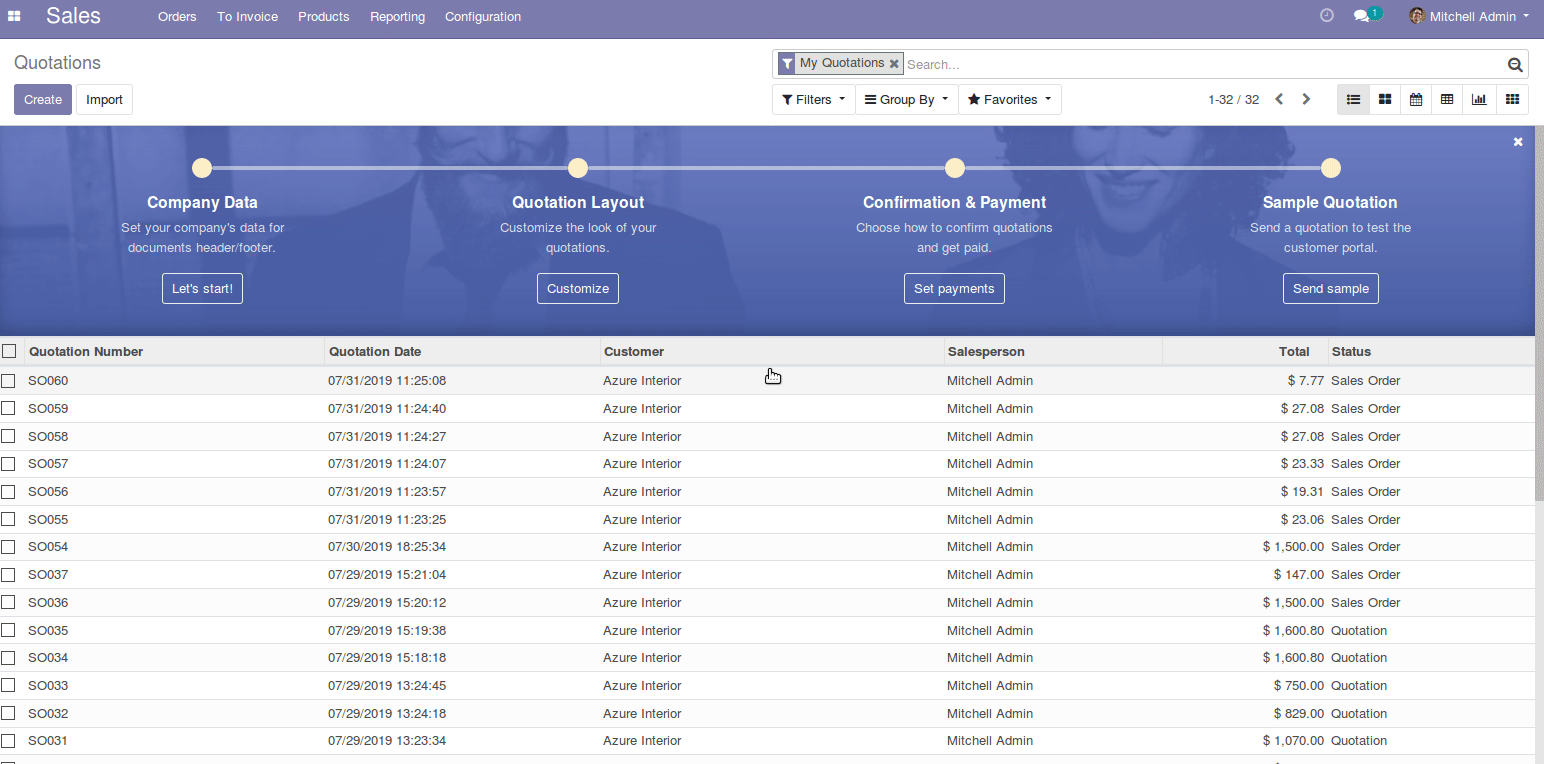 Sales Orders To Invoice Products Reporting Configuration 1 Mitchell Admin
Quotations
My Quotations Search...
Create Import Filters Group By Favorites 1-32 / 32
Company Data Quotation Layout Confirmation & Payment Sample Quotation
Set your company's data for Customize the look of your Choose how to confirm quotations Send a quotation to test the
documents header/footer. quotations. and get paid. customer portal.
Let's start! Customize Set payments Send sample
Quotation Number Quotation Date Customer Salesperson Total Status
SO060 07/31/2019 11:25:08 Azure Interior Mitchell Admin $ 7.77 Sales Order
SO059 07/31/2019 11:24:40 Azure Interior Mitchell Admin $ 27.08 Sales Order
SO058 07/31/2019 11:24:27 Azure Interior Mitchell Admin $ 27.08 Sales Order
SO057 07/31/2019 11:24:07 Azure Interior Mitchell Admin $ 23.33 Sales Order
SO056 07/31/2019 11:23:57 Azure Interior Mitchell Admin $ 19.31 Sales Order
SO055 07/31/2019 11:23:25 Azure Interior Mitchell Admin $ 23.06 Sales Order
SO054 07/30/2019 18:25:34 Azure Interior Mitchell Admin $ 1,500.00 Sales Order
SO037 07/29/2019 15:21:04 Azure Interior Mitchell Admin $ 147.00 Sales Order
SO036 07/29/2019 15:20:12 Azure Interior Mitchell Admin $ 1,500.00 Sales Order
SO035 07/29/2019 15:19:38 Azure Interior Mitchell Admin $ 1,600.80 Quotation
SO034 07/29/2019 15:18:18 Azure Interior Mitchell Admin $ 1,600.80 Quotation
SO033 07/29/2019 13:24:45 Azure Interior Mitchell Admin $ 750.00 Quotation
SO032 07/29/2019 13:24:18 Azure Interior Mitchell Admin $ 829.00 Quotation
SO031 07/29/2019 13:23:34 Azure Interior Mitchell Admin $ 1,070.00 Quotation